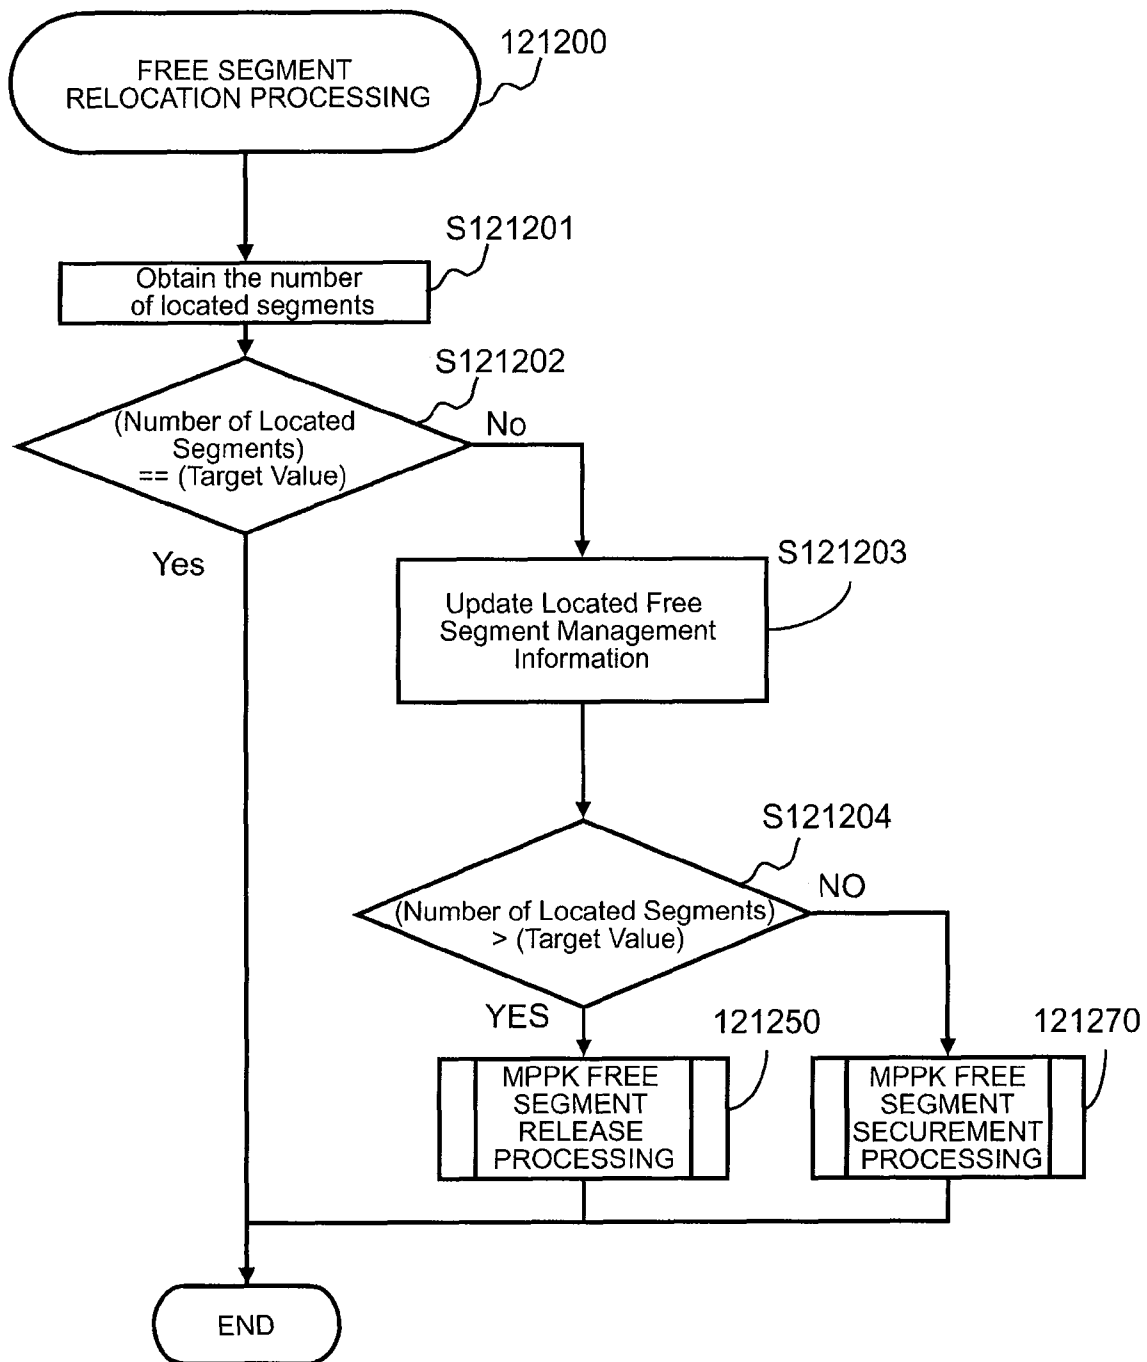 121200
FREE SEGMENT
RELOCATION PROCESSING
S121201
Obtain the number
of located segments
S121202
(Number of Located
Segments)
== (Target Value)
No
Yes
S121203
Update Located Free
Segment Management
Information
S121204
(Number of Located Segments)
> (Target Value)
NO
YES
121250
121270
MPPK FREE
SEGMENT
RELEASE
PROCESSING
MPPK FREE
SEGMENT
SECUREMENT
PROCESSING
END